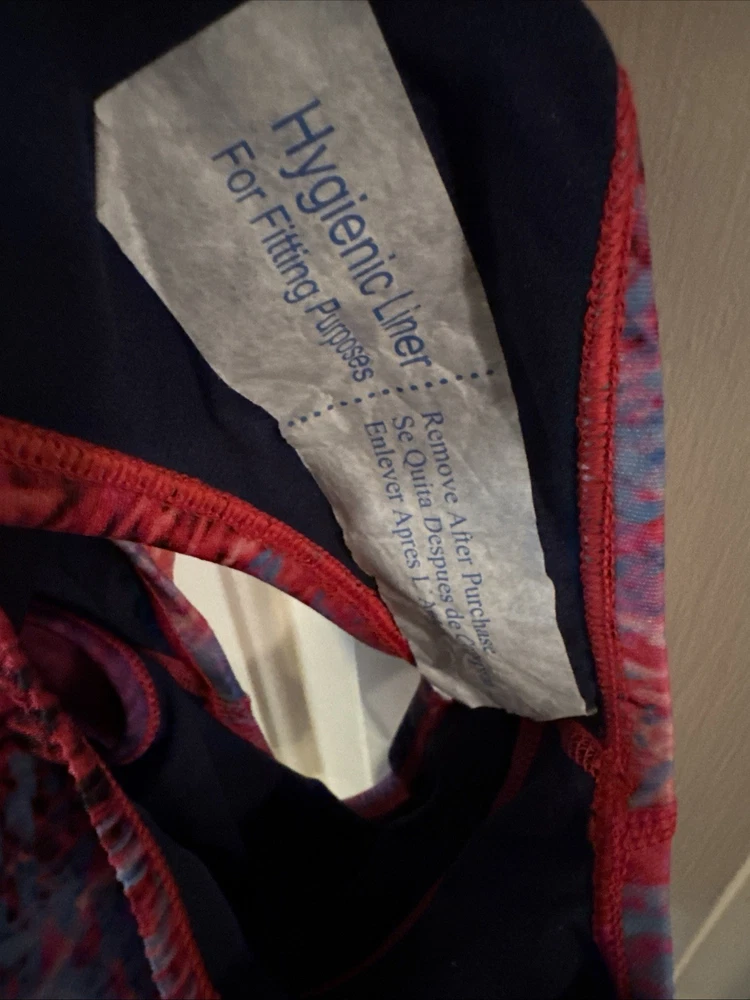 Hygienic Liner
For Fitting Purposes
Remove After Purchase
Se Quita Despues de
Enlever Apres L'